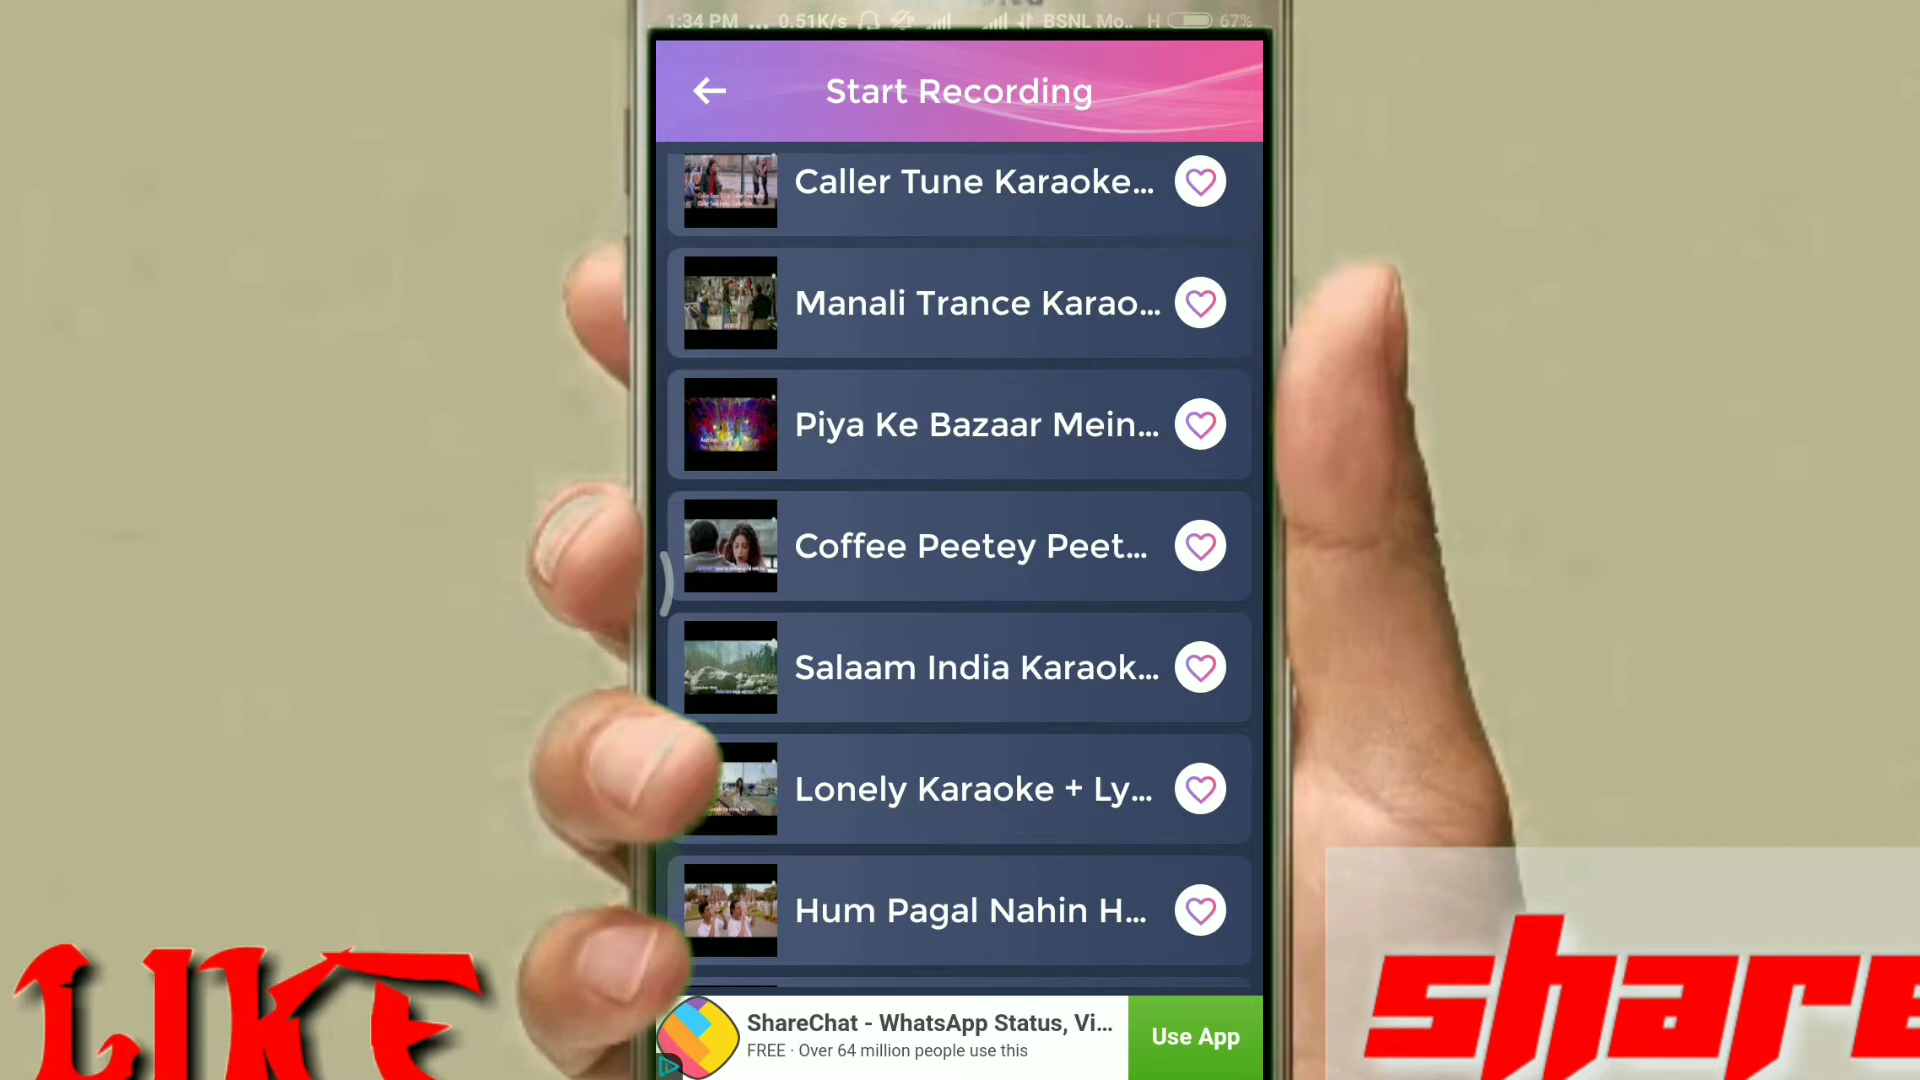 1:34 PM ... 0.51K/s BSNL Mo.. H 67%
Start Recording
Caller Tune Karaoke...
Manali Trance Karao...
Piya Ke Bazaar Mein...
Coffee Peetey Peet...
Salaam India Karaok...
Lonely Karaoke + Ly...
Hum Pagal Nahin H...
ShareChat - WhatsApp Status, Vi...
FREE · Over 64 million people use this
Use App
LIKE
share